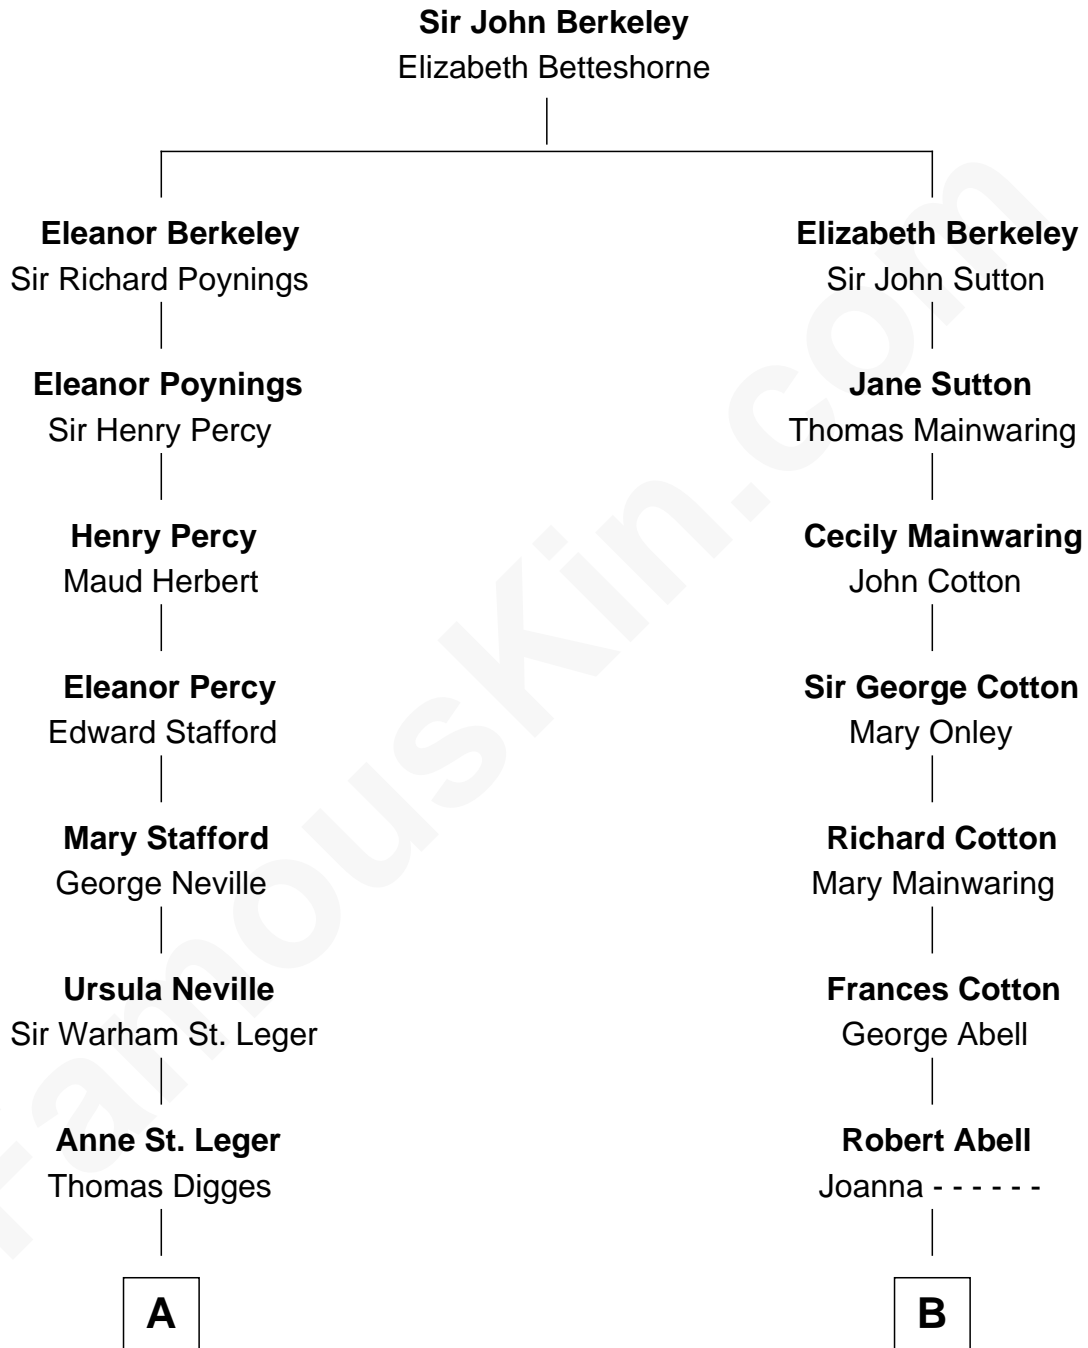 Sir John Berkeley
Elizabeth Betteshorne
Eleanor Berkeley
Sir Richard Poynings
Eleanor Poynings
Sir Henry Percy
Henry Percy
Maud Herbert
Eleanor Percy
Edward Stafford
Mary Stafford
George Neville
Ursula Neville
Sir Warham St. Leger
Anne St. Leger
Thomas Digges
A
Elizabeth Berkeley
Sir John Sutton
Jane Sutton
Thomas Mainwaring
Cecily Mainwaring
John Cotton
Sir George Cotton
Mary Onley
Richard Cotton
Mary Mainwaring
Frances Cotton
George Abell
Robert Abell
Joanna - - - - - -
B
FamousKin.com